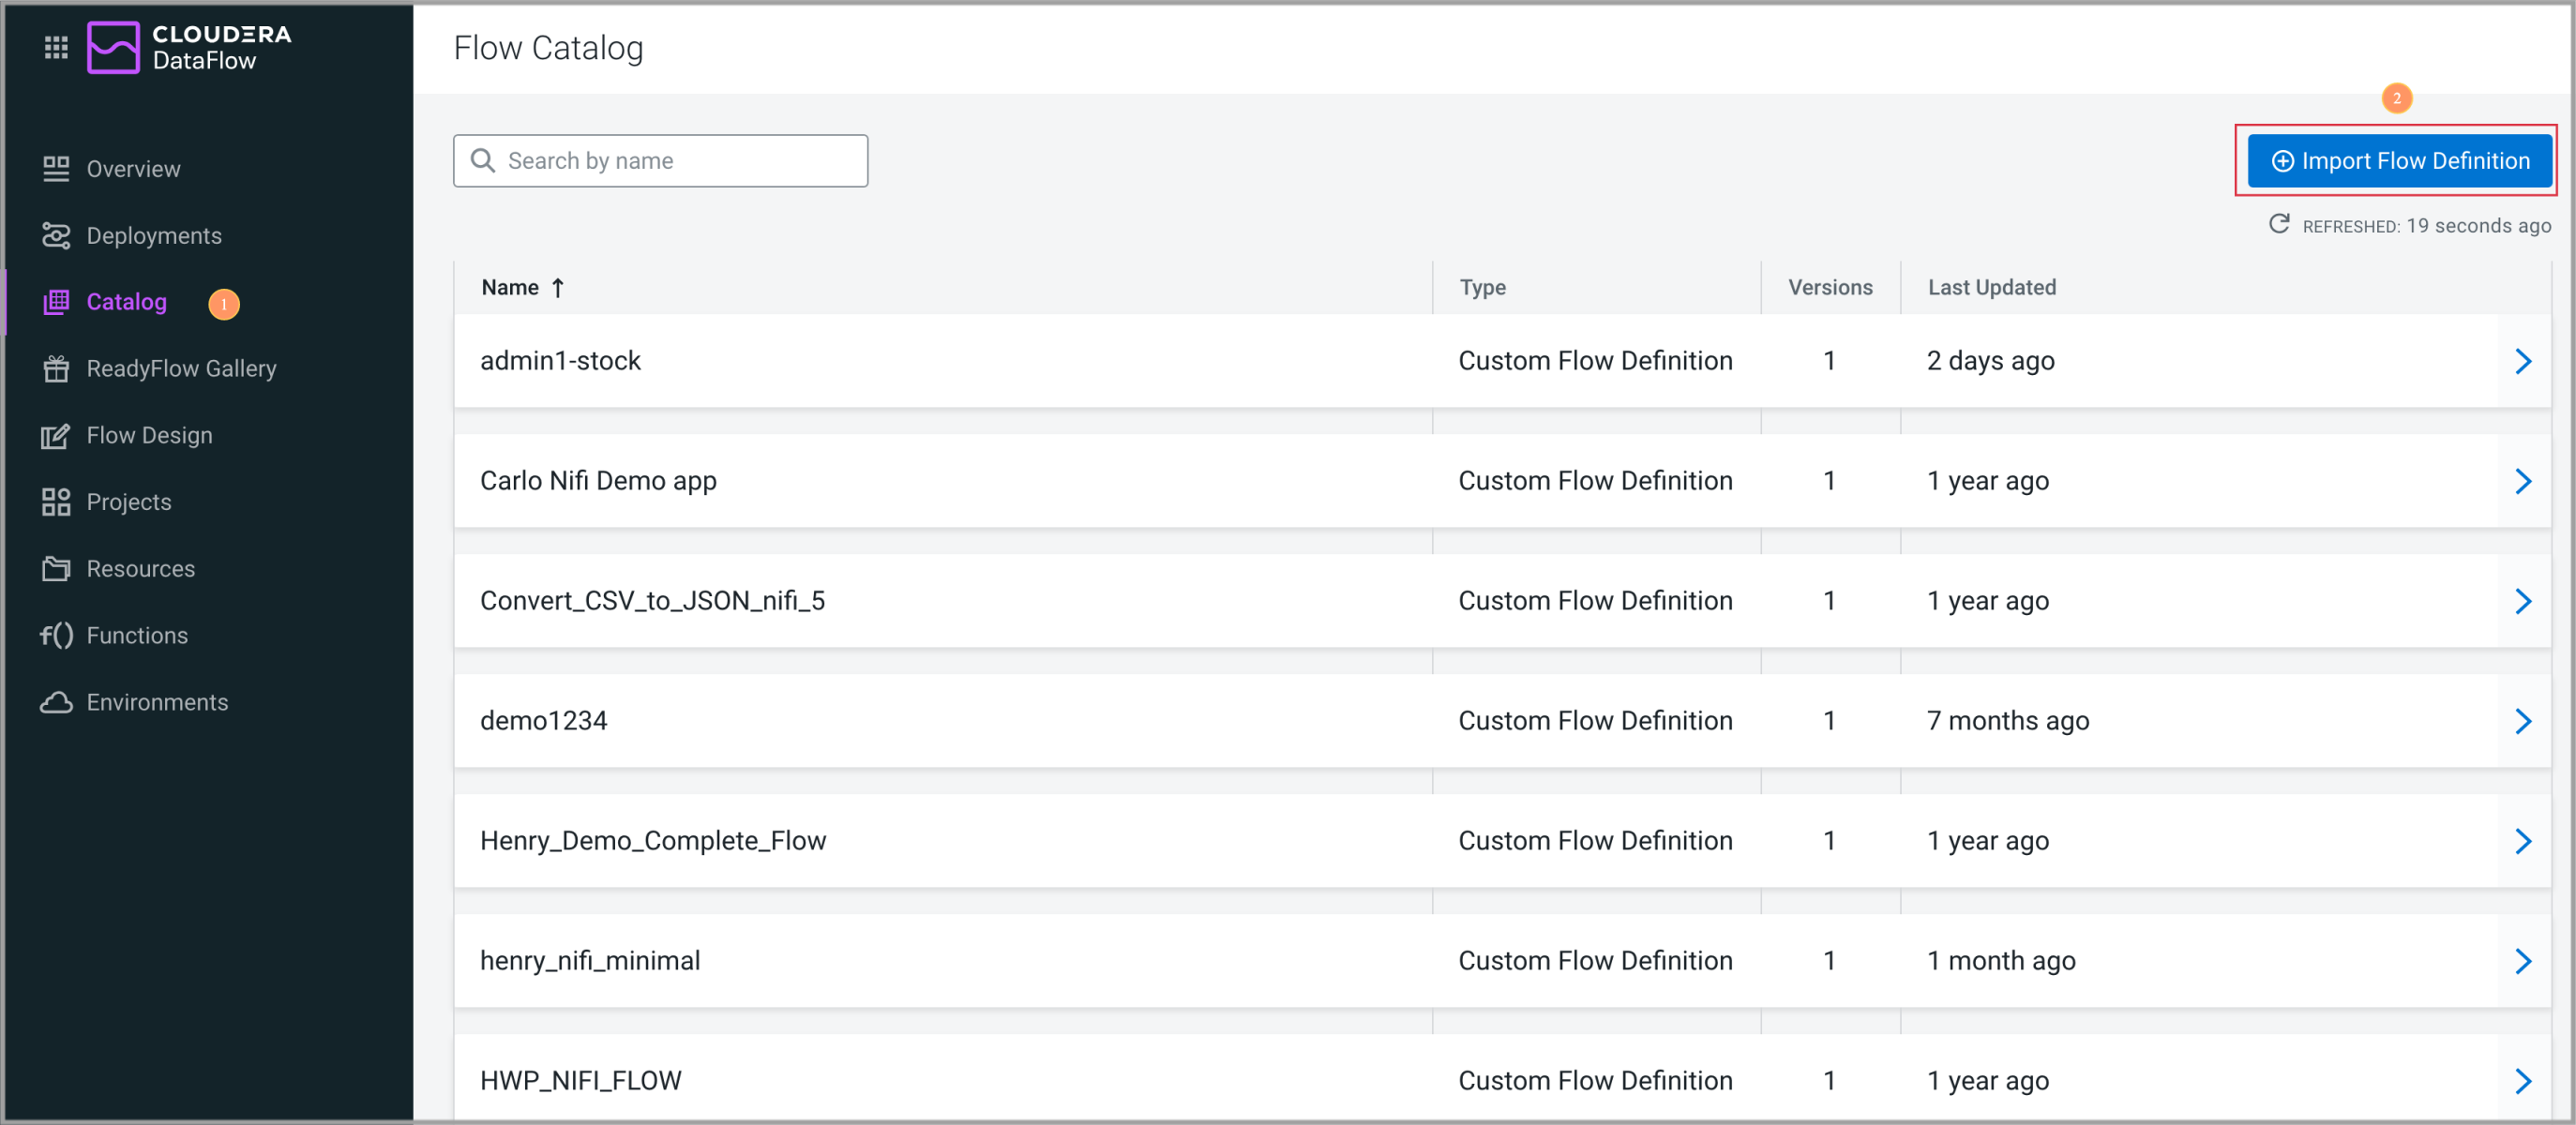 CLOUDERA
DataFlow
Overview
Deployments
Catalog 1
ReadyFlow Gallery
Flow Design
Projects
Resources
f() Functions
Environments
Flow Catalog
2
Search by name
Import Flow Definition
REFRESHED: 19 seconds ago
Name ↑ Type Versions Last Updated
admin1-stock Custom Flow Definition 1 2 days ago
Carlo Nifi Demo app Custom Flow Definition 1 1 year ago
Convert_CSV_to_JSON_nifi_5 Custom Flow Definition 1 1 year ago
demo1234 Custom Flow Definition 1 7 months ago
Henry_Demo_Complete_Flow Custom Flow Definition 1 1 year ago
henry_nifi_minimal Custom Flow Definition 1 1 month ago
HWP_NIFI_FLOW Custom Flow Definition 1 1 year ago